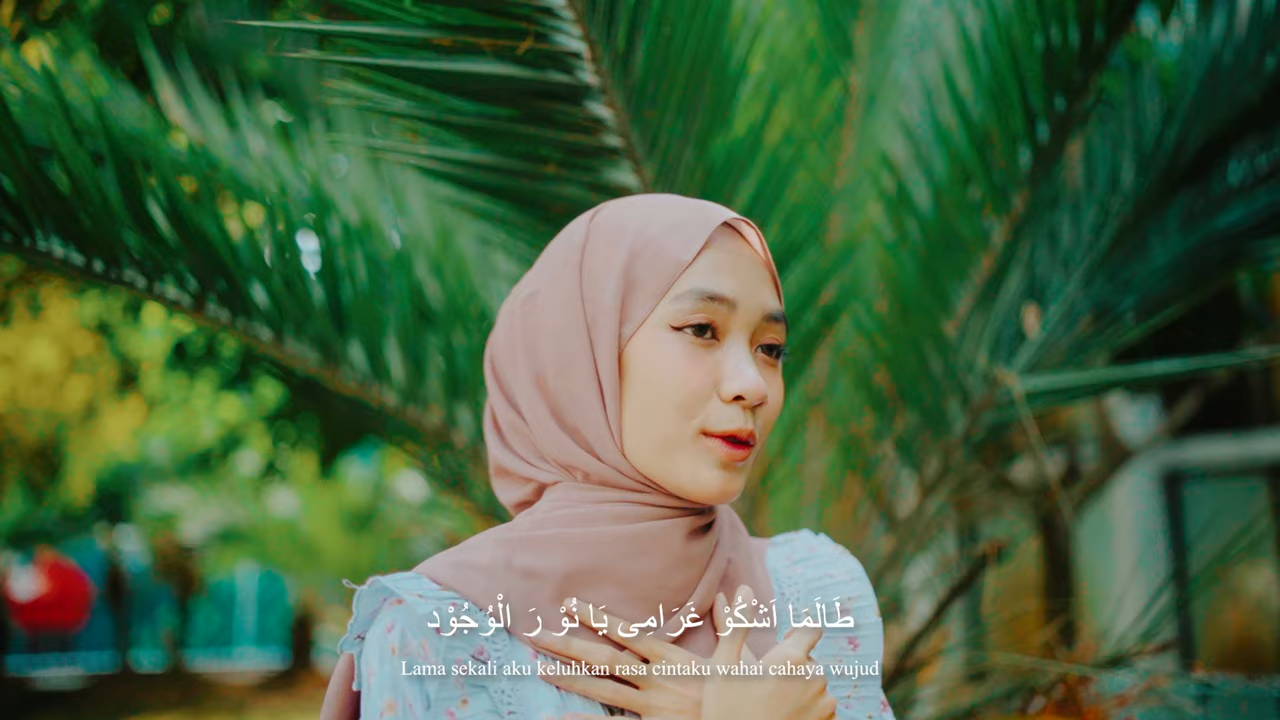 طَالَمَا اَشْكُوْ غَرَامِى يَا نُوْ رَ الْوُجُوْد
Lama sekali aku keluhkan rasa cintaku wahai cahaya wujud